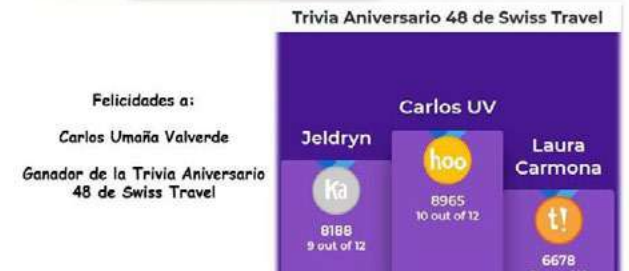 Trivia Aniversario 48 de Swiss Travel
Felicidades a:
Carlos Umaña Valverde
Ganador de la Trivia Aniversario
48 de Swiss Travel
Carlos UV
hoo
8965
10 out of 12
Jeldryn
Ka
8188
9 out of 12
Laura
Carmona
t!
6678